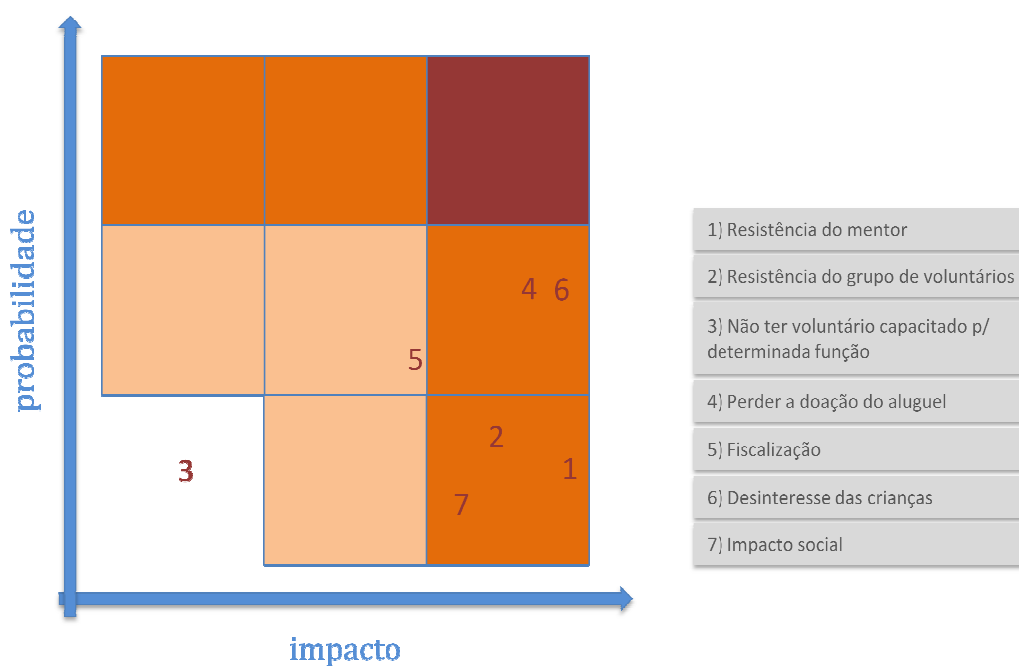 probabilidade
4 6
5
2
1
3
7
impacto
1) Resistência do mentor
2) Resistência do grupo de voluntários
3) Não ter voluntário capacitado p/
determinada função
4) Perder a doação do aluguel
5) Fiscalização
6) Desinteresse das crianças
7) Impacto social